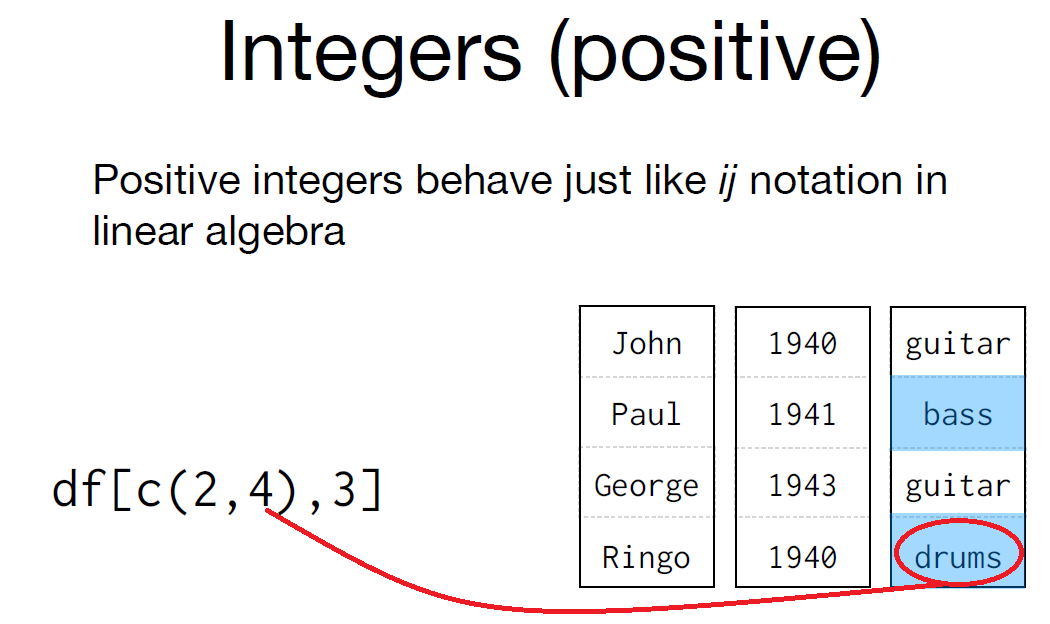 Integers (positive)
Positive integers behave just like ij notation in
linear algebra
df[c(2,4),3]
John 1940 guitar
Paul 1941 bass
George 1943 guitar
Ringo 1940 drums